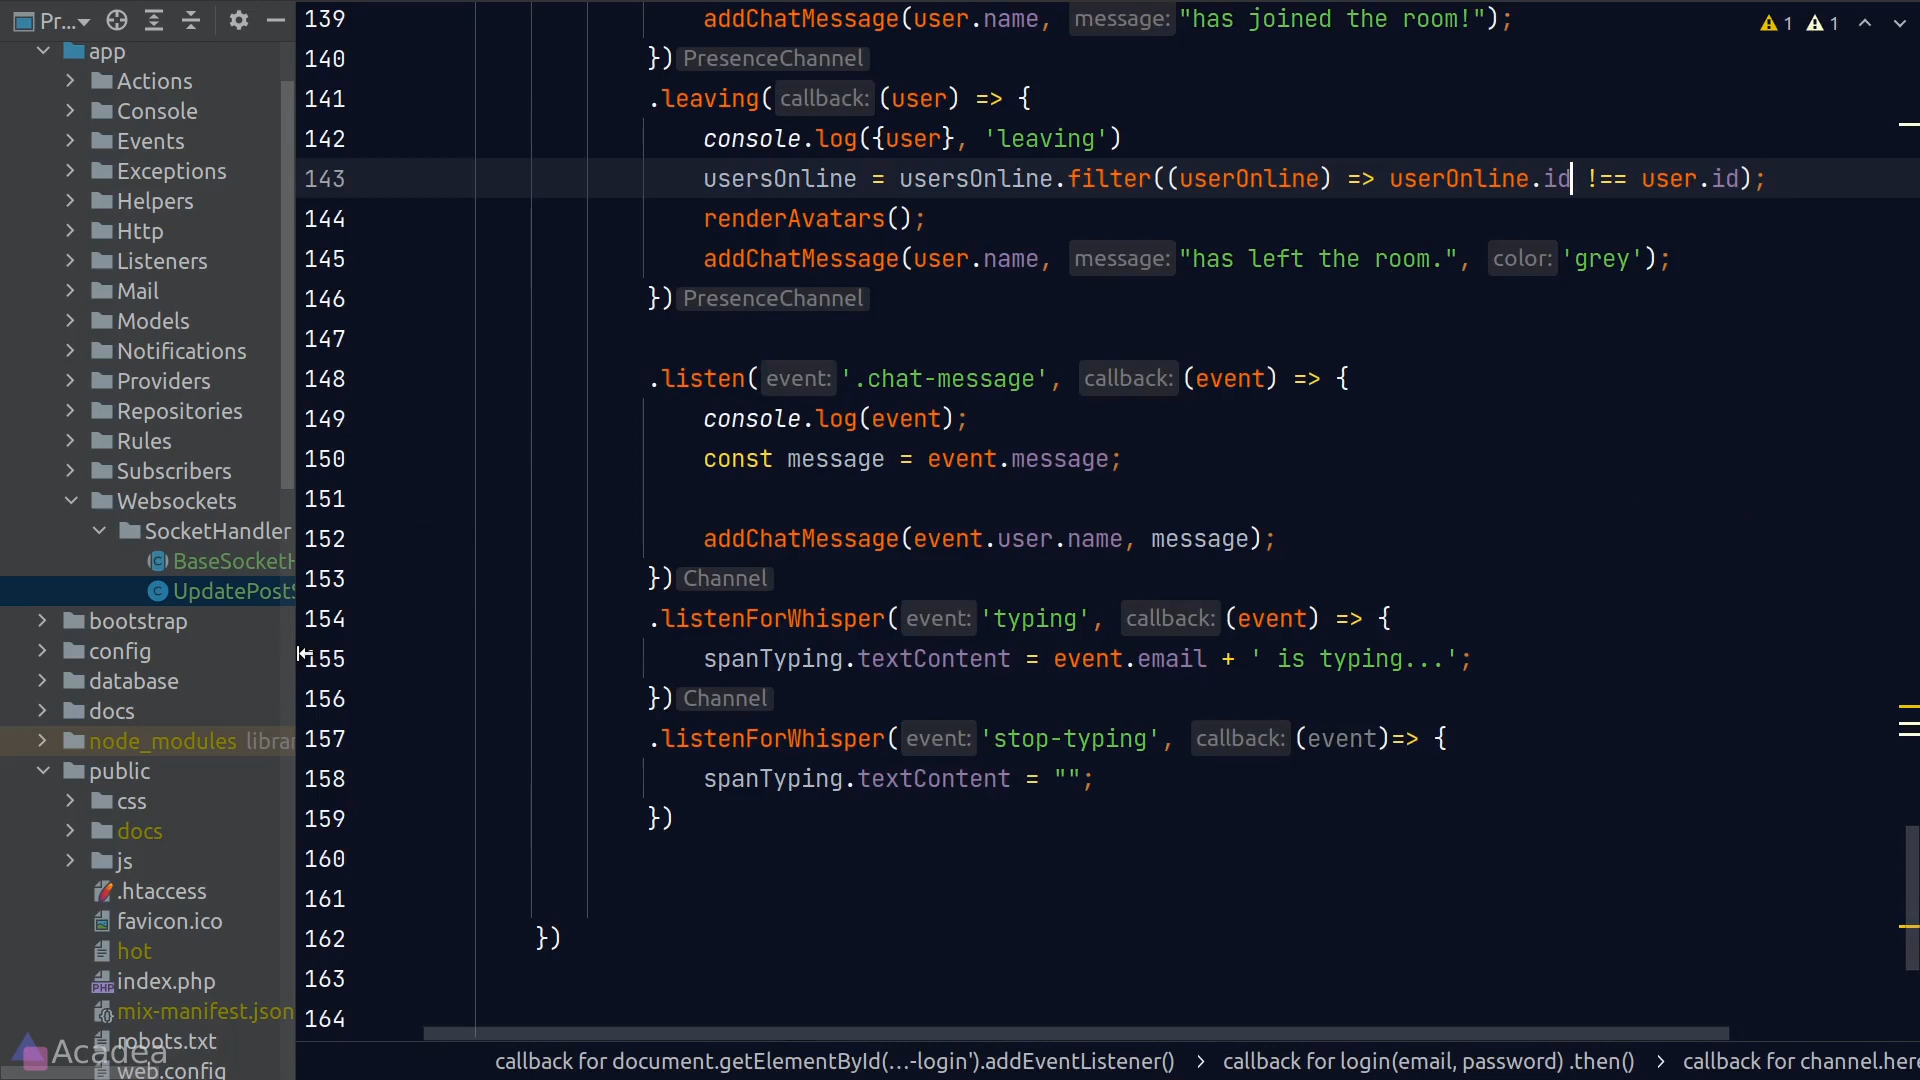 Pr...
app
Actions
Console
Events
Exceptions
Helpers
Http
Listeners
Mail
Models
Notifications
Providers
Repositories
Rules
Subscribers
Websockets
SocketHandler
BaseSocketH
UpdatePostS
bootstrap
config
database
docs
node_modules librar
public
css
docs
js
.htaccess
favicon.ico
hot
index.php
mix-manifest.json
robots.txt
web.config
Acadea
139 addChatMessage(user.name, message: "has joined the room!");
140 }) PresenceChannel
141 .leaving( callback: (user) => {
142 console.log({user}, 'leaving')
143 usersOnline = usersOnline.filter((userOnline) => userOnline.id !== user.id);
144 renderAvatars();
145 addChatMessage(user.name, message: "has left the room.", color: 'grey');
146 }) PresenceChannel
147
148 .listen( event: '.chat-message', callback: (event) => {
149 console.log(event);
150 const message = event.message;
151
152 addChatMessage(event.user.name, message);
153 }) Channel
154 .listenForWhisper( event: 'typing', callback: (event) => {
155 spanTyping.textContent = event.email + ' is typing...';
156 }) Channel
157 .listenForWhisper( event: 'stop-typing', callback: (event)=> {
158 spanTyping.textContent = "";
159 })
160
161
162 })
163
164
1 1
callback for document.getElementById(...-login').addEventListener() > callback for login(email, password) .then() > callback for channel.here